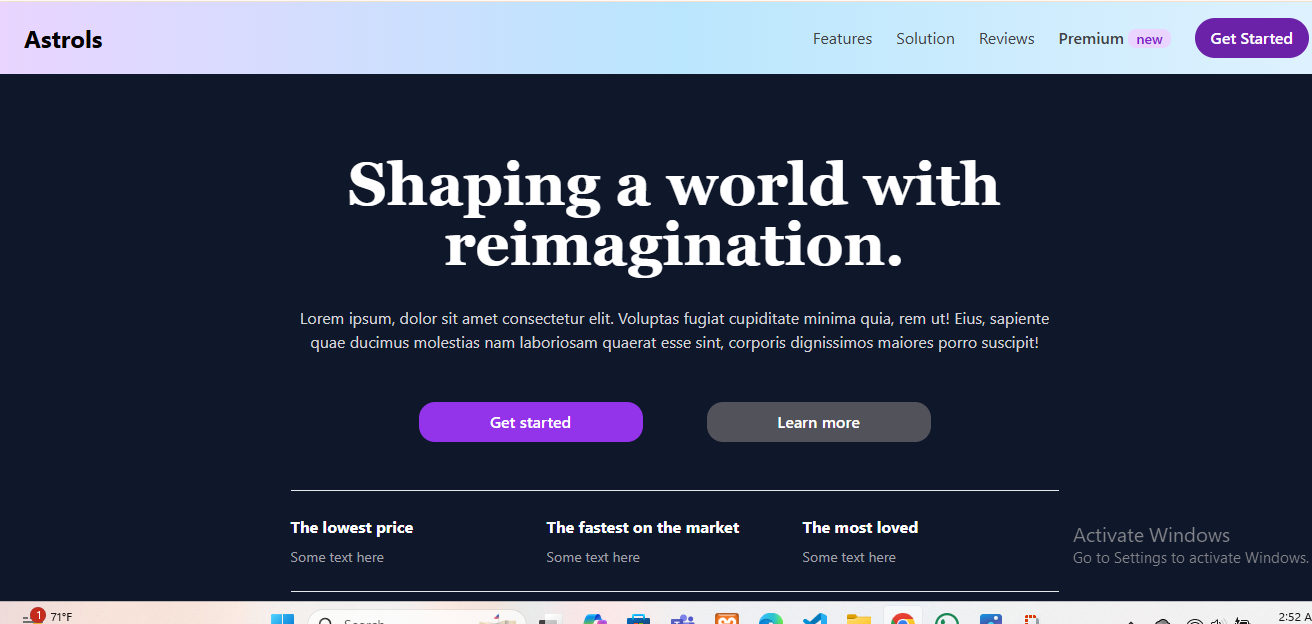 Astrols
Features Solution Reviews Premium new Get Started
Shaping a world with
reimagination.
Lorem ipsum, dolor sit amet consectetur elit. Voluptas fugiat cupiditate minima quia, rem ut! Eius, sapiente
quae ducimus molestias nam laboriosam quaerat esse sint, corporis dignissimos maiores porro suscipit!
Get started Learn more
The lowest price The fastest on the market The most loved
Some text here Some text here Some text here
Activate Windows
Go to Settings to activate Windows.
1 71°F Search 2:52 A